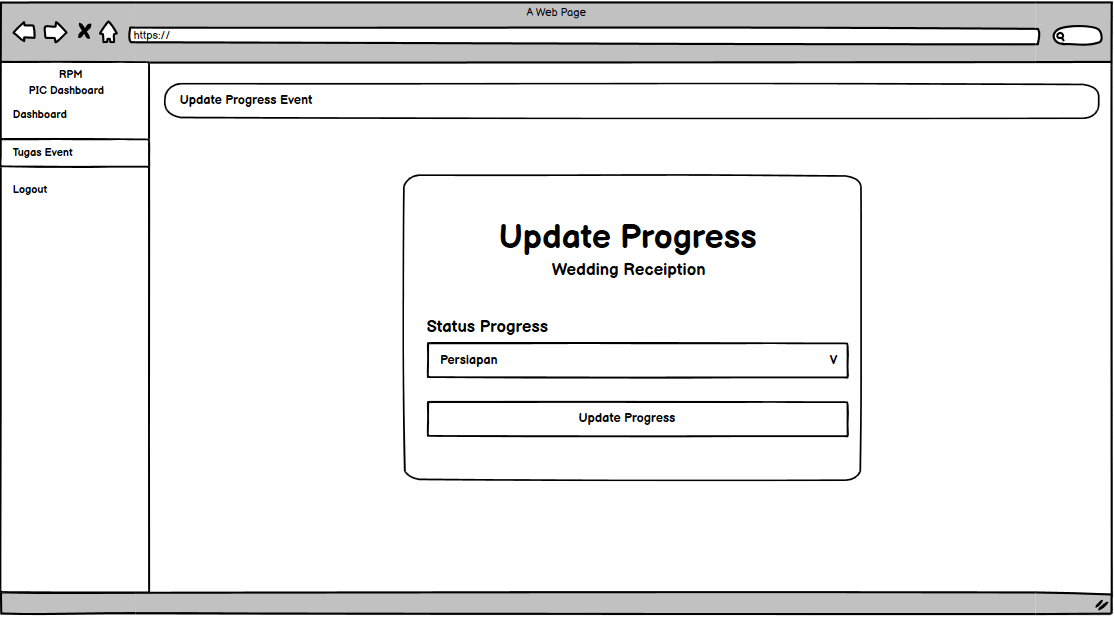 A Web Page
https://
RPM
PIC Dashboard
Dashboard
Tugas Event
Logout
Update Progress Event
Update Progress
Wedding Receiption
Status Progress
Persiapan V
Update Progress